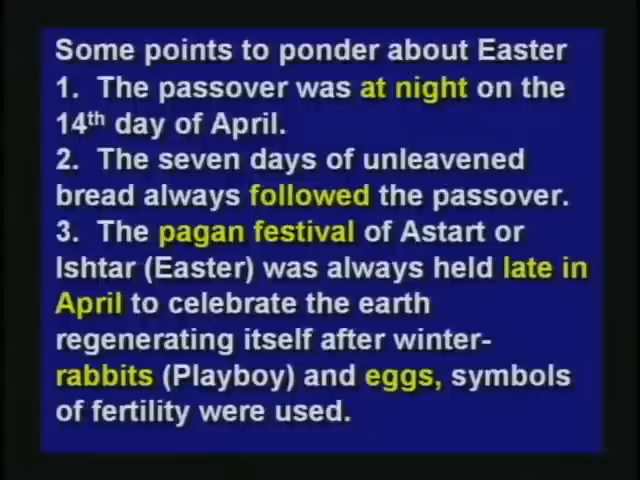 Some points to ponder about Easter
1. The passover was at night on the
14th day of April.
2. The seven days of unleavened
bread always followed the passover.
3. The pagan festival of Astart or
Ishtar (Easter) was always held late in
April to celebrate the earth
regenerating itself after winter-
rabbits (Playboy) and eggs, symbols
of fertility were used.